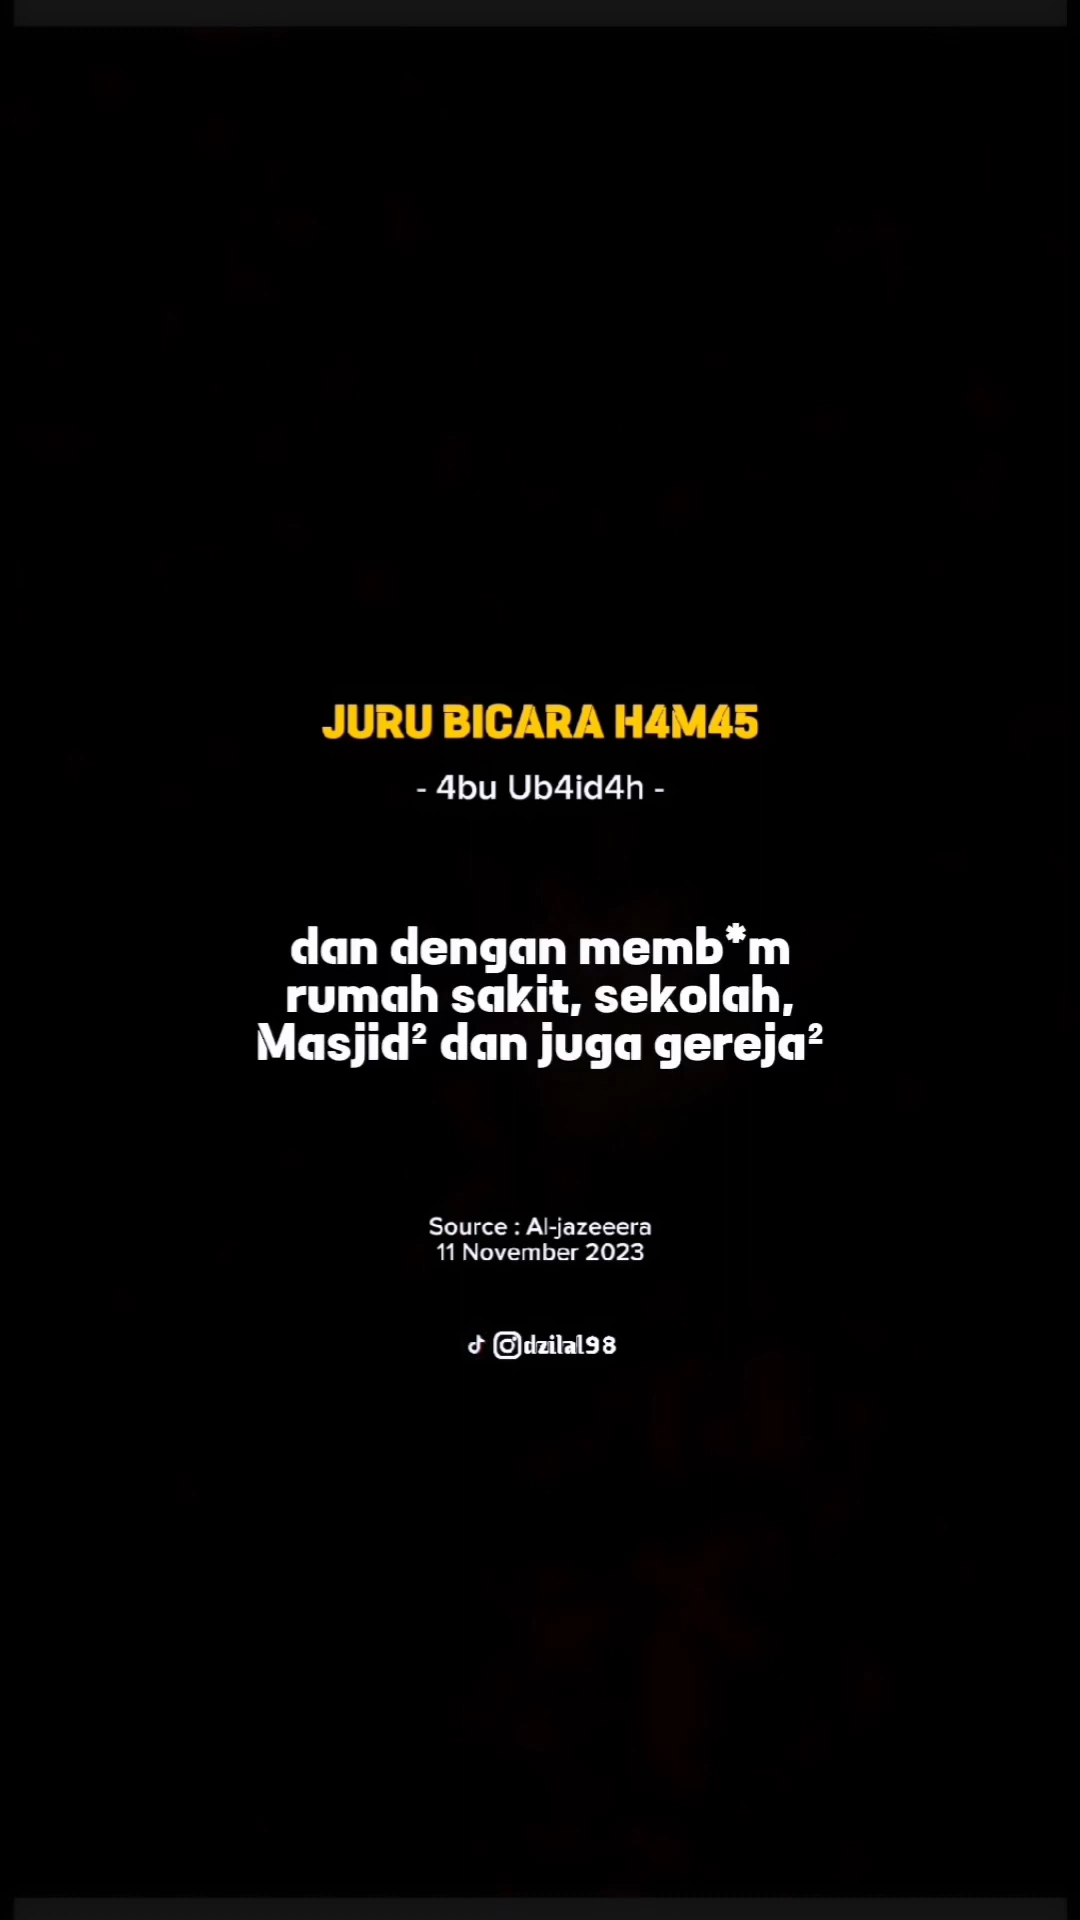 JURU BICARA H4M45
- 4bu Ub4id4h -
dan dengan memb*m
rumah sakit, sekolah,
Masjid² dan juga gereja²
Source : Al-jazeeera
11 November 2023
dzilal98